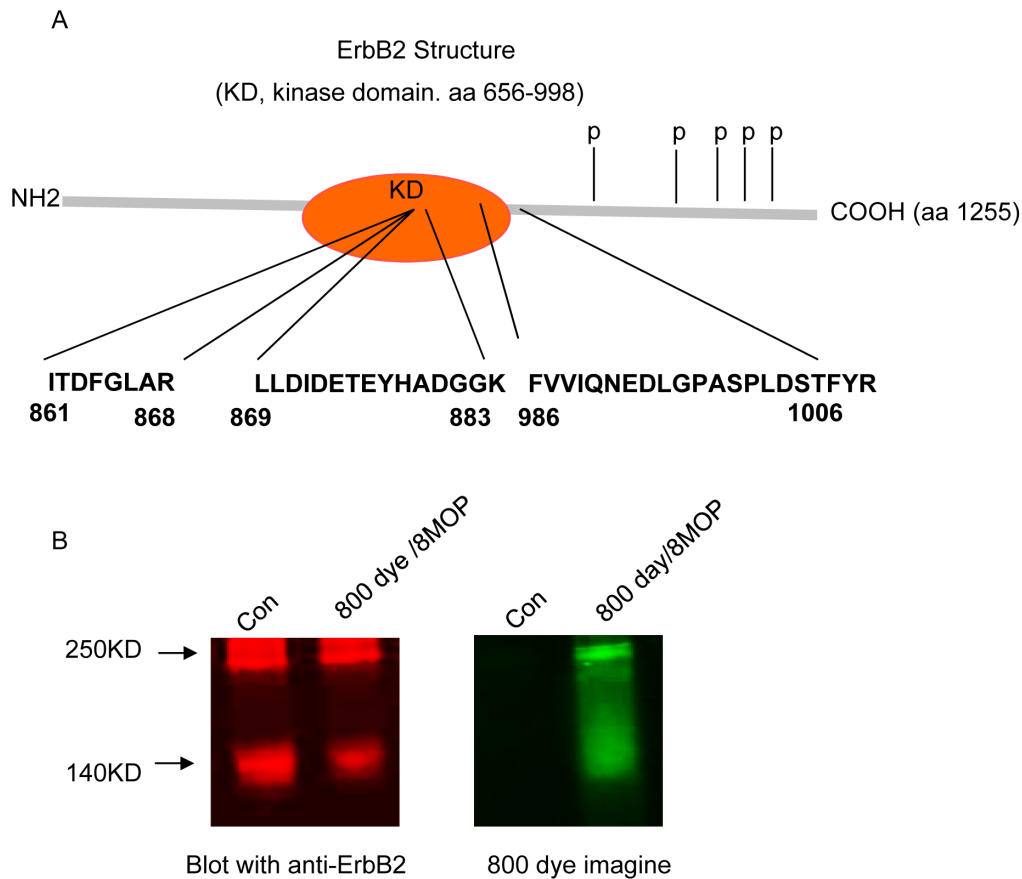 A
ErbB2 Structure
(KD, kinase domain. aa 656-998)
p p p p p
NH2 KD COOH (aa 1255)
ITDFGLAR LLDIDETEYHADGGK FVVIQNEDLGPASPLDSTFYR
861 868 869 883 986 1006
B
Con 800 dye /8MOP Con 800 day/8MOP
250KD
140KD
Blot with anti-ErbB2 800 dye imagine